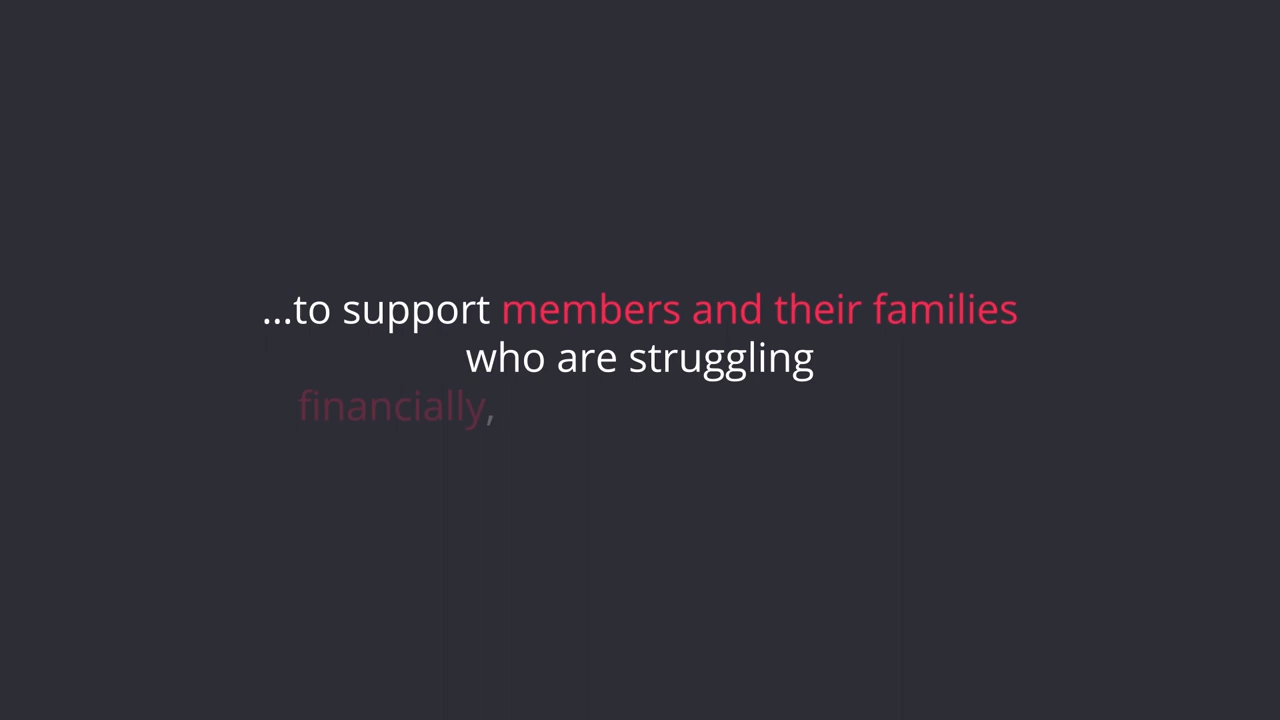 ...to support members and their families
who are struggling
financially,